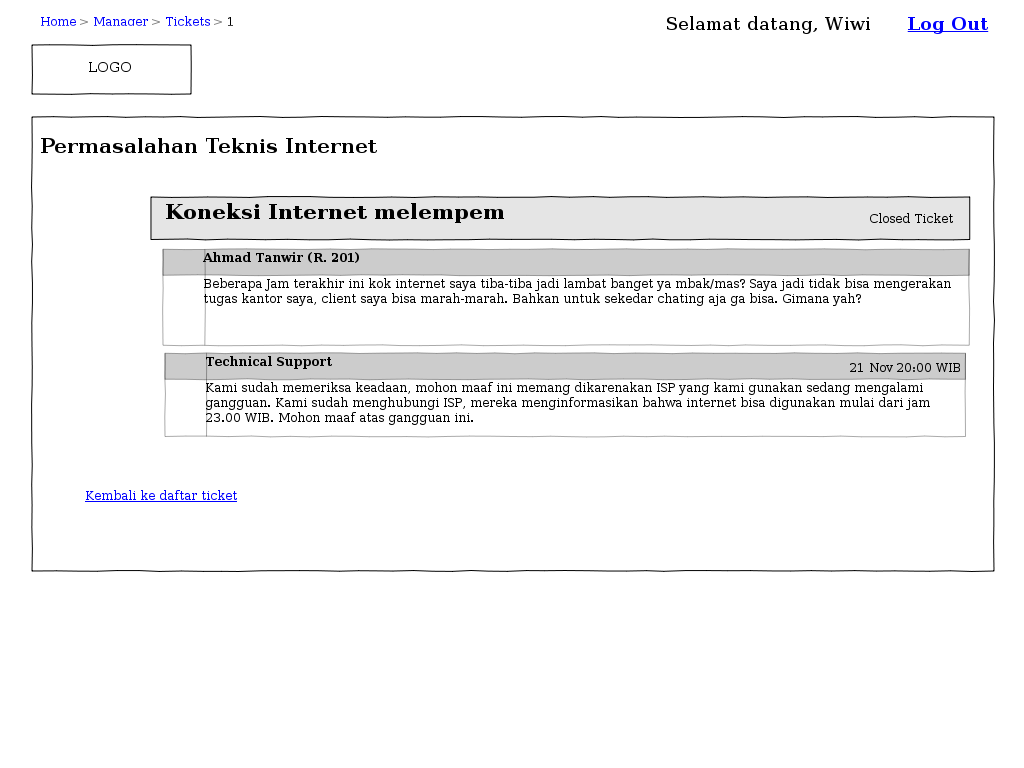 Home > Manager > Tickets > 1
Selamat datang, Wiwi
Log Out
LOGO
Permasalahan Teknis Internet
Koneksi Internet melempem
Closed Ticket
Ahmad Tanwir (R. 201)
Beberapa Jam terakhir ini kok internet saya tiba-tiba jadi lambat banget ya mbak/mas? Saya jadi tidak bisa mengerakan
tugas kantor saya, client saya bisa marah-marah. Bahkan untuk sekedar chating aja ga bisa. Gimana yah?
Technical Support
21 Nov 20:00 WIB
Kami sudah memeriksa keadaan, mohon maaf ini memang dikarenakan ISP yang kami gunakan sedang mengalami
gangguan. Kami sudah menghubungi ISP, mereka menginformasikan bahwa internet bisa digunakan mulai dari jam
23.00 WIB. Mohon maaf atas gangguan ini.
Kembali ke daftar ticket